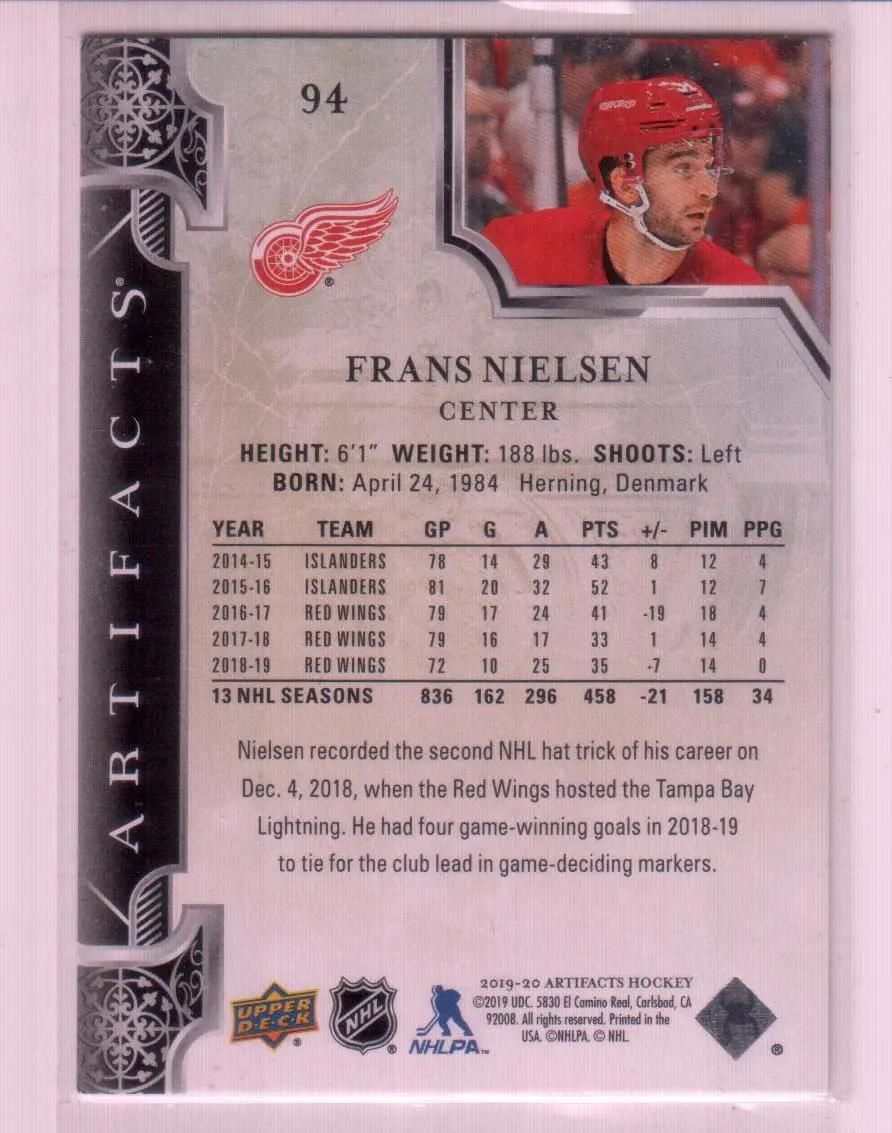 94
ARTIFACTS®
®
FRANS NIELSEN
CENTER
HEIGHT: 6'1" WEIGHT: 188 lbs. SHOOTS: Left
BORN: April 24, 1984 Herning, Denmark
YEAR TEAM GP G A PTS +/- PIM PPG
2014-15 ISLANDERS 78 14 29 43 8 12 4
2015-16 ISLANDERS 81 20 32 52 1 12 7
2016-17 RED WINGS 79 17 24 41 -19 18 4
2017-18 RED WINGS 79 16 17 33 1 14 4
2018-19 RED WINGS 72 10 25 35 -7 14 0
13 NHL SEASONS 836 162 296 458 -21 158 34
Nielsen recorded the second NHL hat trick of his career on
Dec. 4, 2018, when the Red Wings hosted the Tampa Bay
Lightning. He had four game-winning goals in 2018-19
to tie for the club lead in game-deciding markers.
UPPER
D·E·C·K
®
NHL
®
NHLPA™
2019-20 ARTIFACTS HOCKEY
©2019 UDC. 5830 El Camino Real, Carlsbad, CA
92008. All rights reserved. Printed in the
USA. ©NHLPA. © NHL.
®